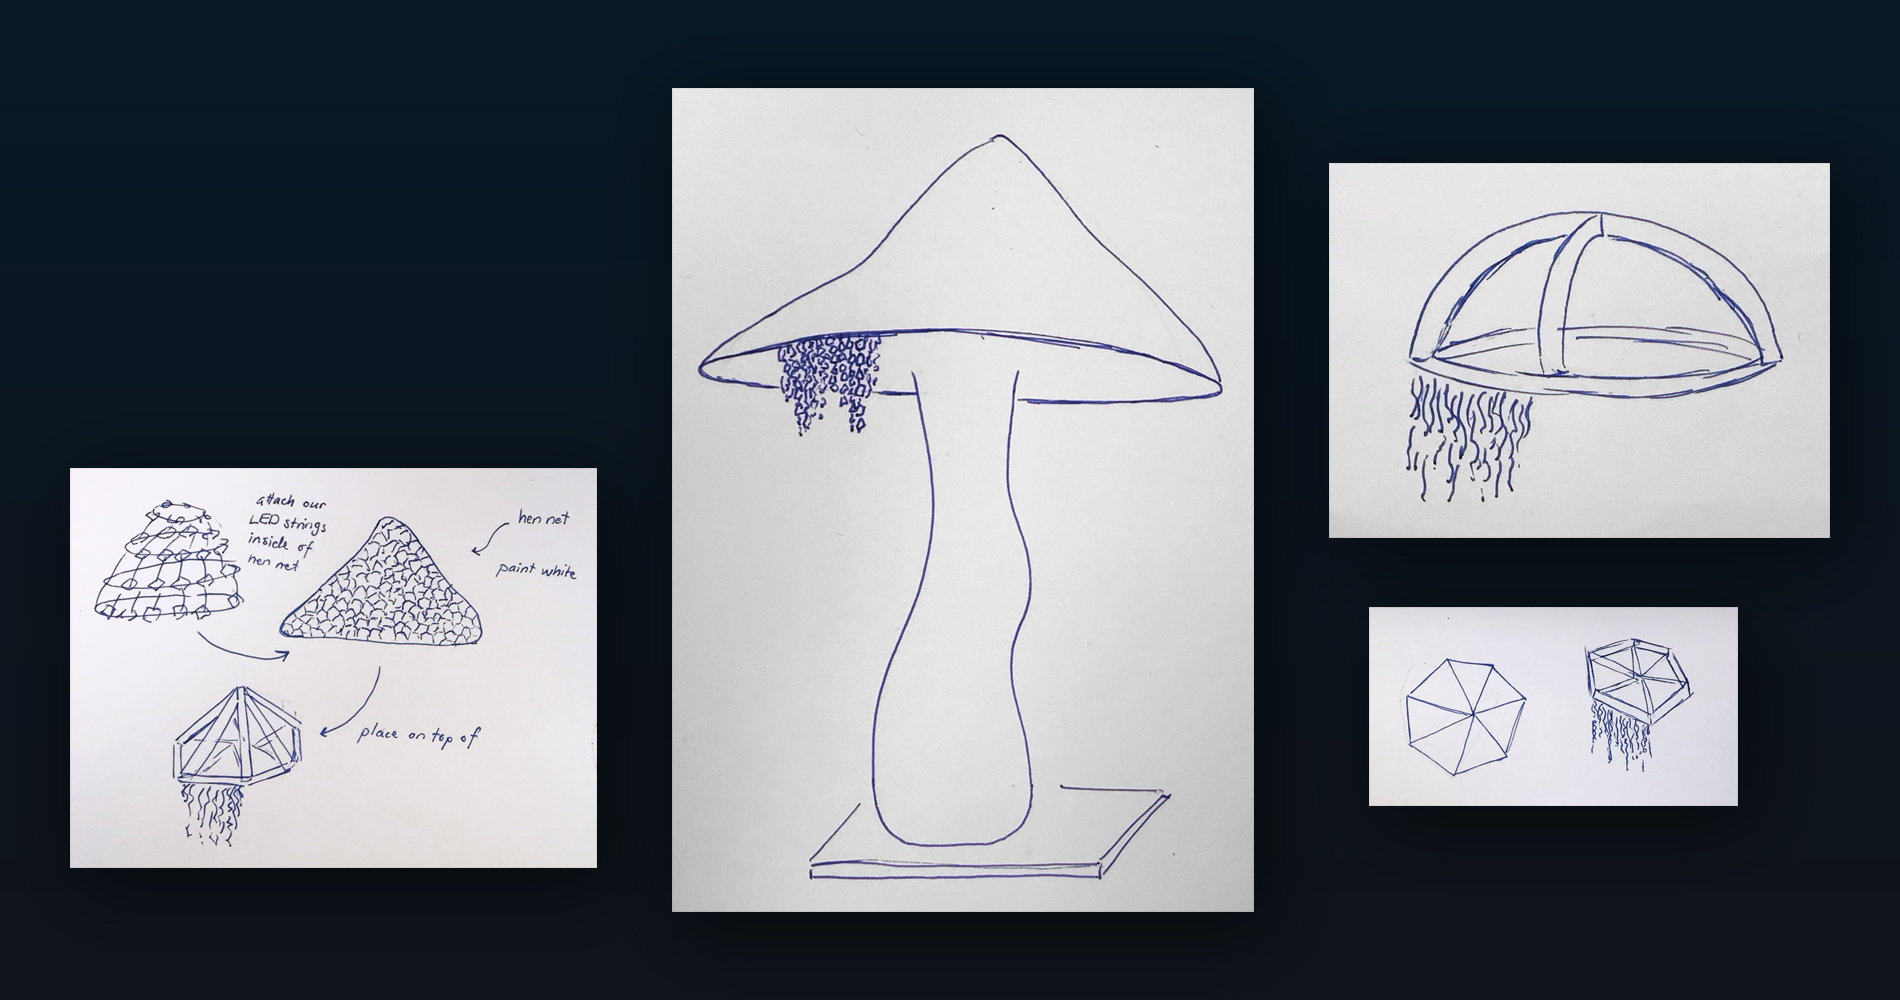 attach our
LED strings
inside of
hen net
hen net
paint white
place on top of